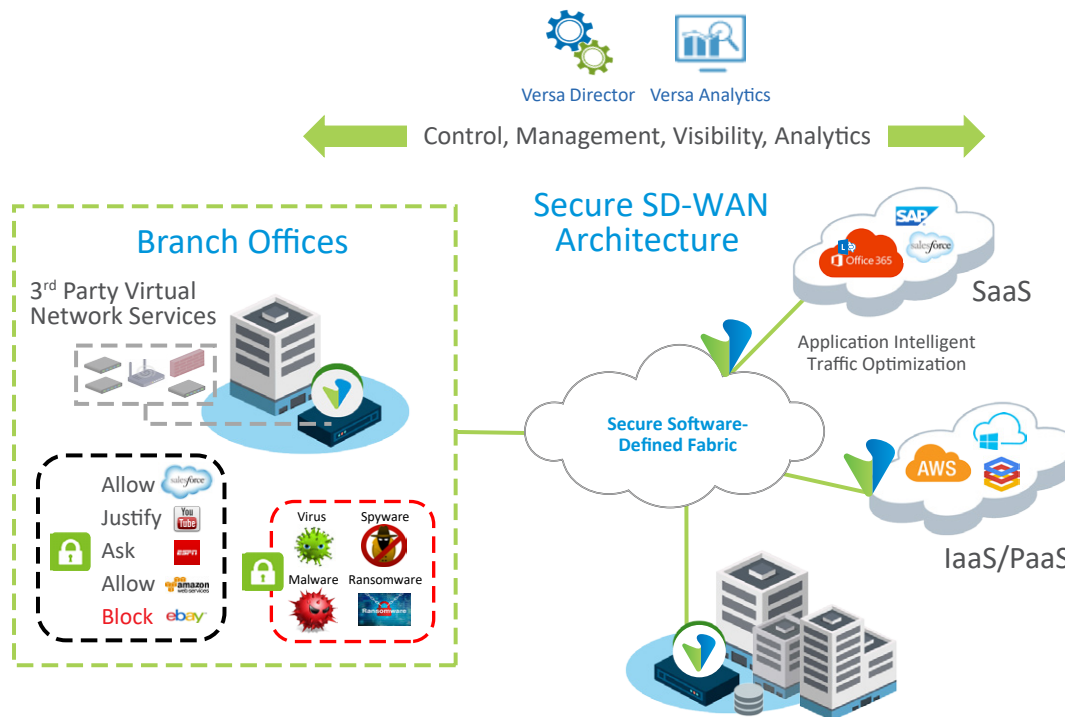 Versa Director
Versa Analytics
Control, Management, Visibility, Analytics
Secure SD-WAN
Architecture
Branch Offices
3rd Party Virtual
Network Services
SAP
Office 365
salesforce
SaaS
Application Intelligent
Traffic Optimization
Secure Software-
Defined Fabric
AWS
IaaS/PaaS
Allow
salesforce
Justify
You
Tube
Ask
ESFN
Allow
amazon
web services
Block
ebay
Virus
Spyware
Malware
Ransomware
Ransomware